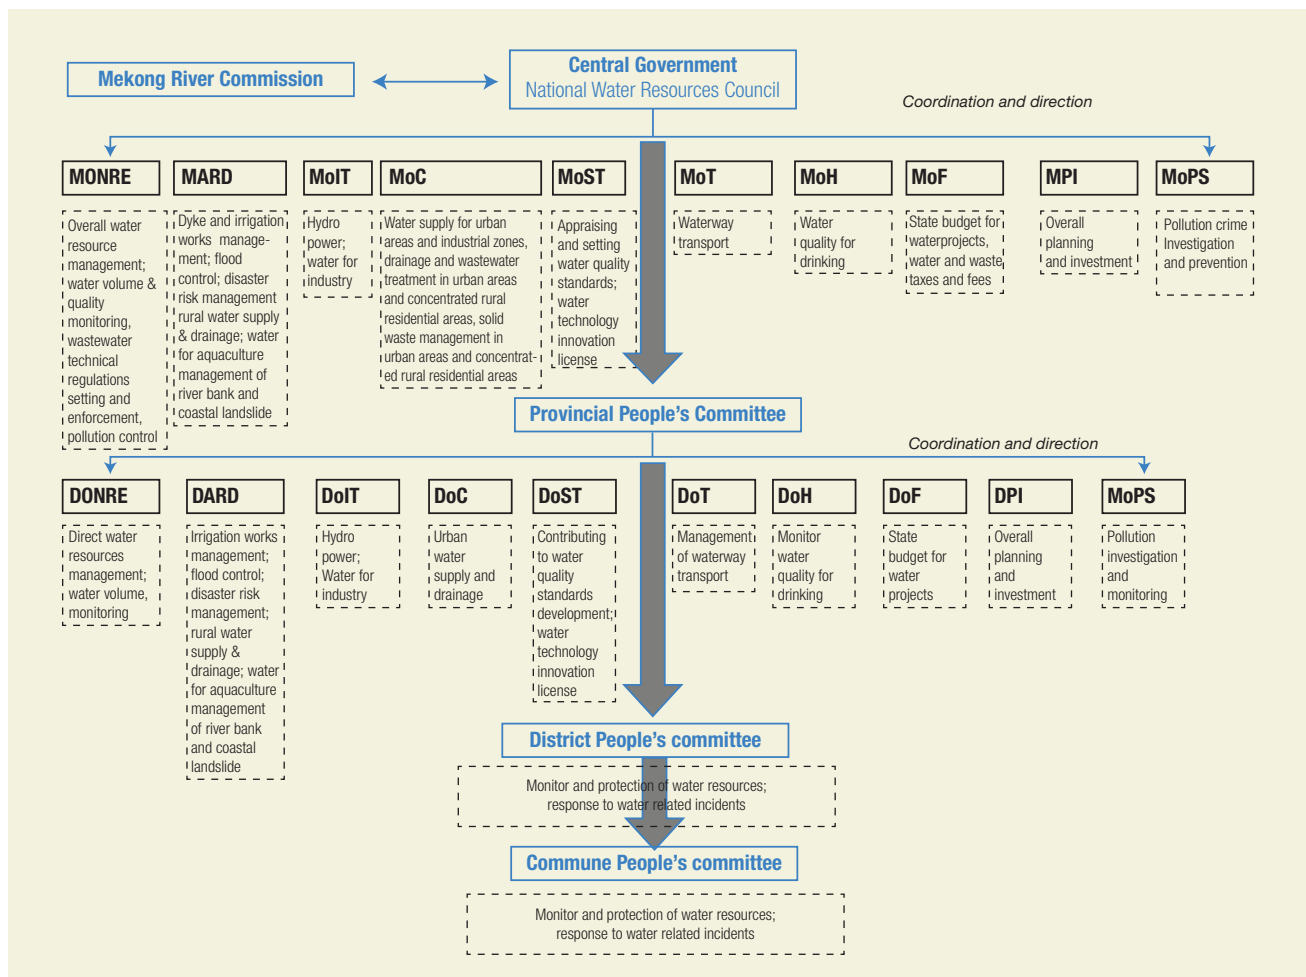 Mekong River Commission
Central Government
National Water Resources Council
Coordination and direction
MONRE
MARD
MoIT
MoC
MoST
MoT
MoH
MoF
MPI
MoPS
Overall water
resource
management;
water volume &
quality
monitoring,
wastewater
technical
regulations
setting and
enforcement,
pollution control
Dyke and irrigation
works manage-
ment; flood
control; disaster
risk management
rural water supply
& drainage; water
for aquaculture
management of
river bank and
coastal landslide
Hydro
power;
water for
industry
Water supply for urban
areas and industrial zones,
drainage and wastewater
treatment in urban areas
and concentrated rural
residential areas, solid
waste management in
urban areas and concentrat-
ed rural residential areas
Appraising
and setting
water quality
standards;
water
technology
innovation
license
Waterway
transport
Water
quality for
drinking
State budget for
waterprojects,
water and waste
taxes and fees
Overall
planning
and investment
Pollution crime
Investigation
and prevention
Provincial People's Committee
Coordination and direction
DONRE
DARD
DoIT
DoC
DoST
DoT
DoH
DoF
DPI
MoPS
Direct water
resources
management;
water volume,
monitoring
Irrigation works
management;
flood control;
disaster risk
management;
rural water
supply &
drainage; water
for aquaculture
management
of river bank
and coastal
landslide
Hydro
power;
Water for
industry
Urban
water
supply and
drainage
Contributing
to water
quality
standards
development;
water
technology
innovation
license
Management
of waterway
transport
Monitor
water
quality for
drinking
State
budget for
water
projects
Overall
planning
and
investment
Pollution
investigation
and
monitoring
District People's committee
Monitor and protection of water resources;
response to water related incidents
Commune People's committee
Monitor and protection of water resources;
response to water related incidents